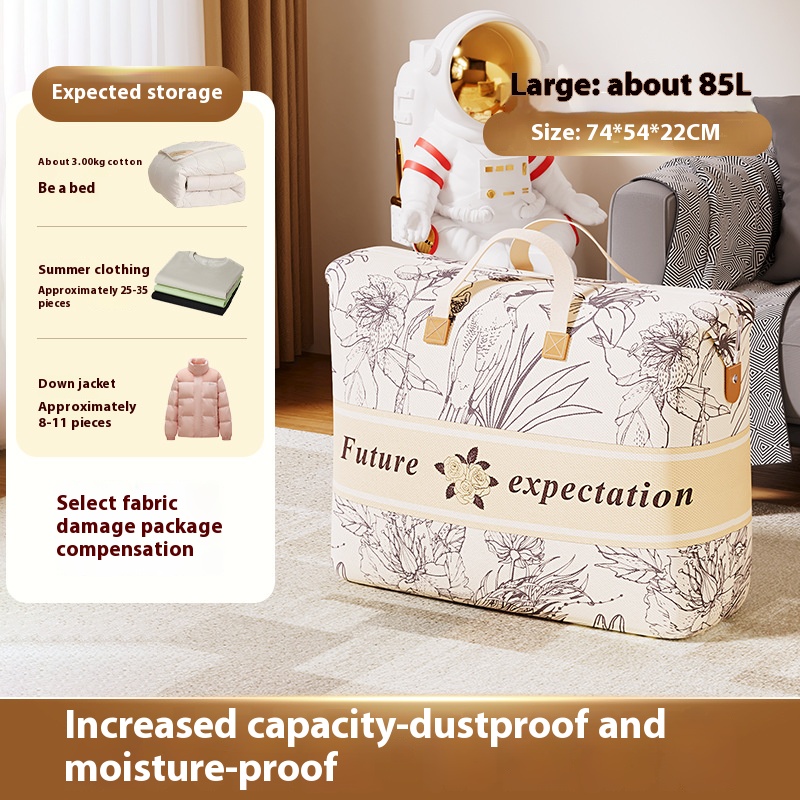 Expected storage
About 3.00kg cotton
Be a bed
Summer clothing
Approximately 25-35
pieces
Down jacket
Approximately
8-11 pieces
Select fabric
damage package
compensation
Large: about 85L
Size: 74*54*22CM
Future expectation
Increased capacity-dustproof and
moisture-proof